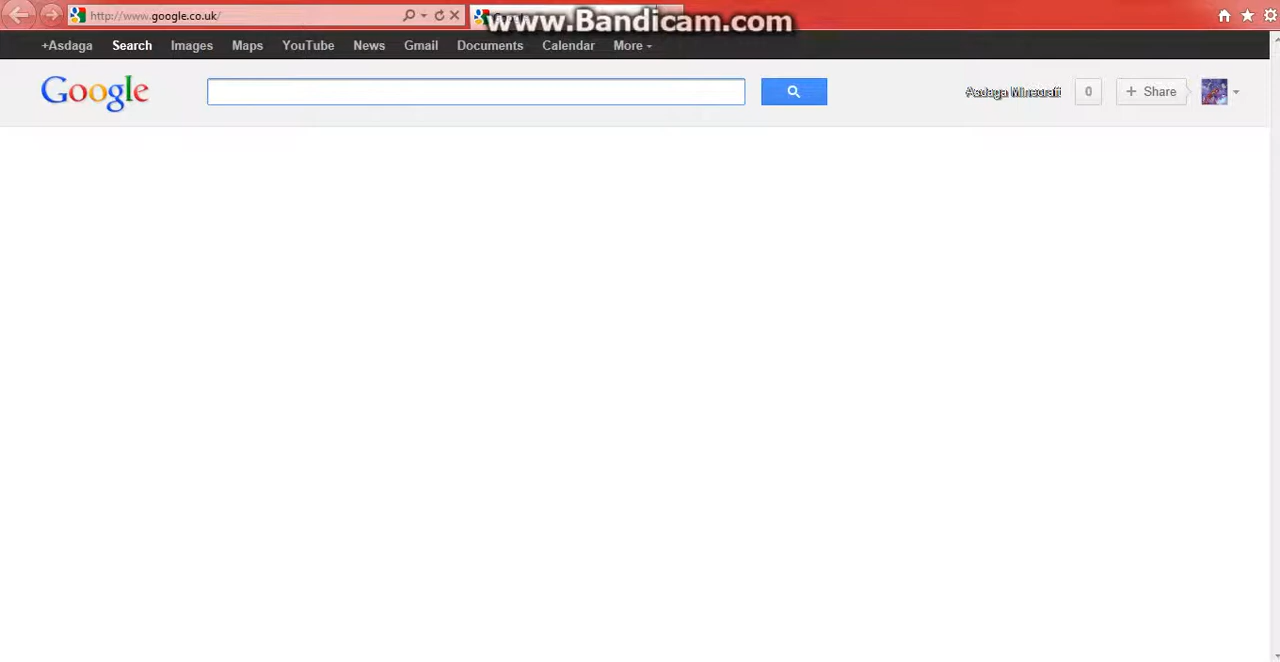 http://www.google.co.uk/
www.Bandicam.com
+Asdaga Search Images Maps YouTube News Gmail Documents Calendar More
Google
Asdaga Minecraft 0 + Share